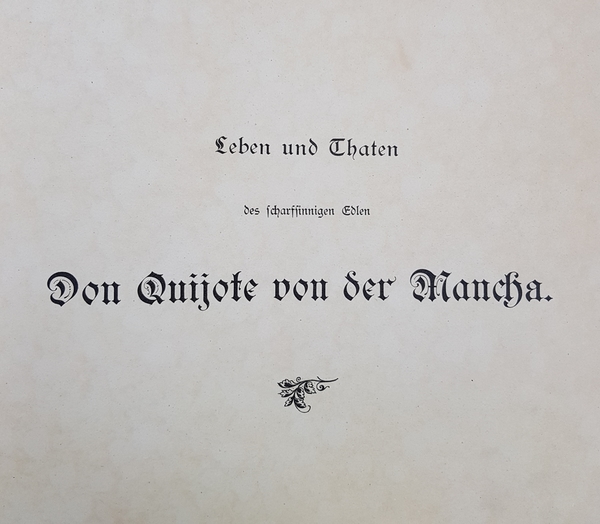 Leben und Thaten
des scharfsinnigen Edlen
Don Quijote von der Mancha.